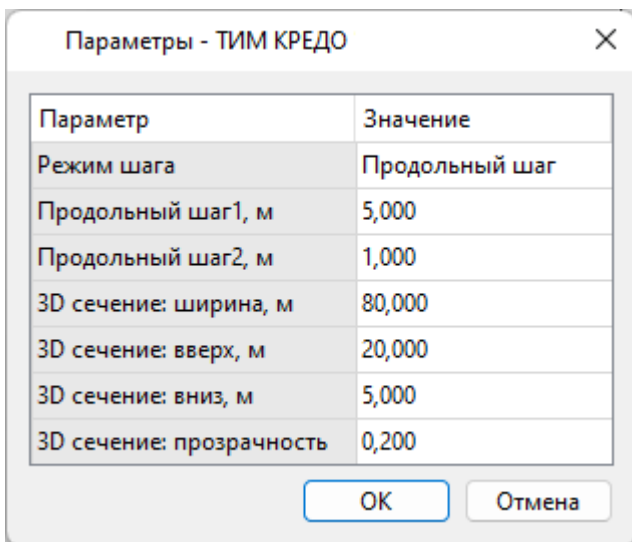 Параметры - ТИМ КРЕДО
Параметр Значение
Режим шага Продольный шаг
Продольный шаг1, м 5,000
Продольный шаг2, м 1,000
3D сечение: ширина, м 80,000
3D сечение: вверх, м 20,000
3D сечение: вниз, м 5,000
3D сечение: прозрачность 0,200
ОК Отмена